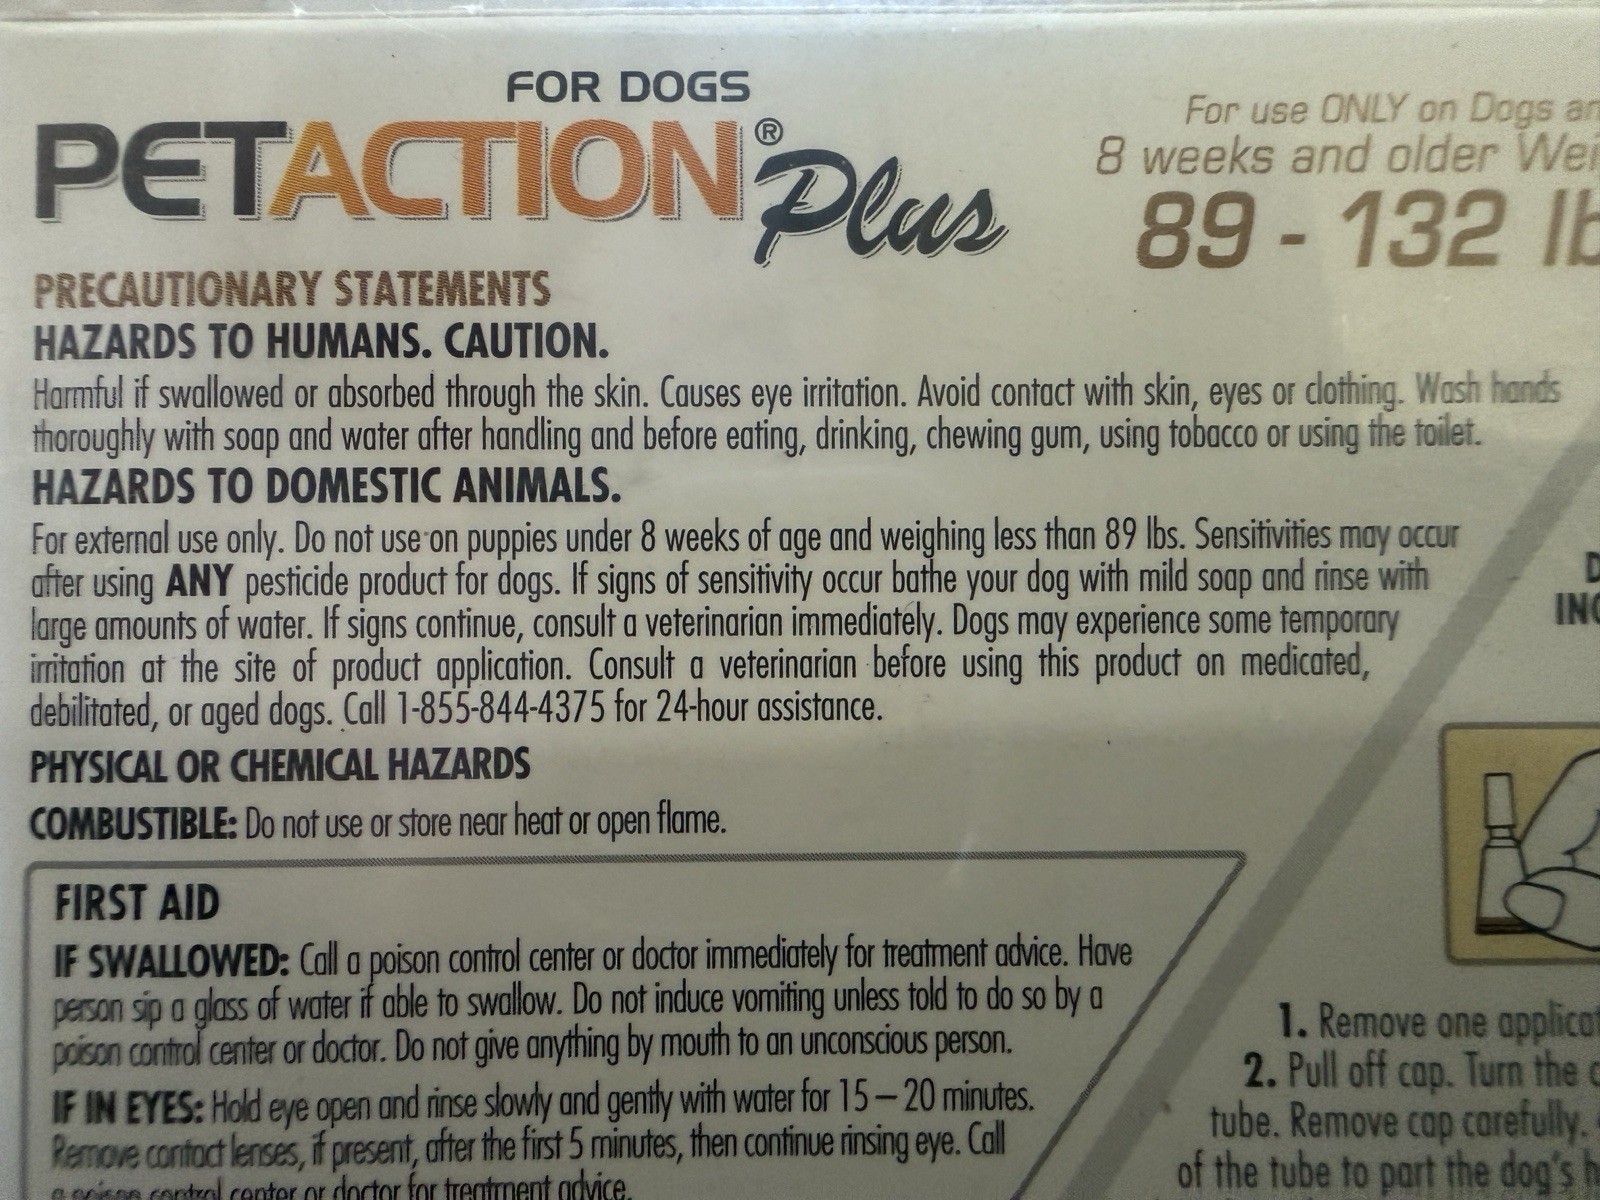 FOR DOGS
PETACTION® Plus
For use ONLY on Dogs
8 weeks and older
89 - 132
PRECAUTIONARY STATEMENTS
HAZARDS TO HUMANS. CAUTION.
Harmful if swallowed or absorbed through the skin. Causes eye irritation. Avoid contact with skin, eyes or clothing. Wash hands
thoroughly with soap and water after handling and before eating, drinking, chewing gum, using tobacco or using the toilet.
HAZARDS TO DOMESTIC ANIMALS.
For external use only. Do not use on puppies under 8 weeks of age and weighing less than 89 lbs. Sensitivities may occur
after using ANY pesticide product for dogs. If signs of sensitivity occur bathe your dog with mild soap and rinse with
large amounts of water. If signs continue, consult a veterinarian immediately. Dogs may experience some temporary
irritation at the site of product application. Consult a veterinarian before using this product on medicated,
debilitated, or aged dogs. Call 1-855-844-4375 for 24-hour assistance.
PHYSICAL OR CHEMICAL HAZARDS
COMBUSTIBLE: Do not use or store near heat or open flame.
FIRST AID
IF SWALLOWED: Call a poison control center or doctor immediately for treatment advice. Have
person sip a glass of water if able to swallow. Do not induce vomiting unless told to do so by a
poison control center or doctor. Do not give anything by mouth to an unconscious person.
IF IN EYES: Hold eye open and rinse slowly and gently with water for 15 – 20 minutes.
Remove contact lenses, if present, after the first 5 minutes, then continue rinsing eye. Call
a poison control center or doctor for treatment advice.
1. Remove one
2. Pull off cap. Turn the
tube. Remove cap carefully.
of the tube to part the dog's